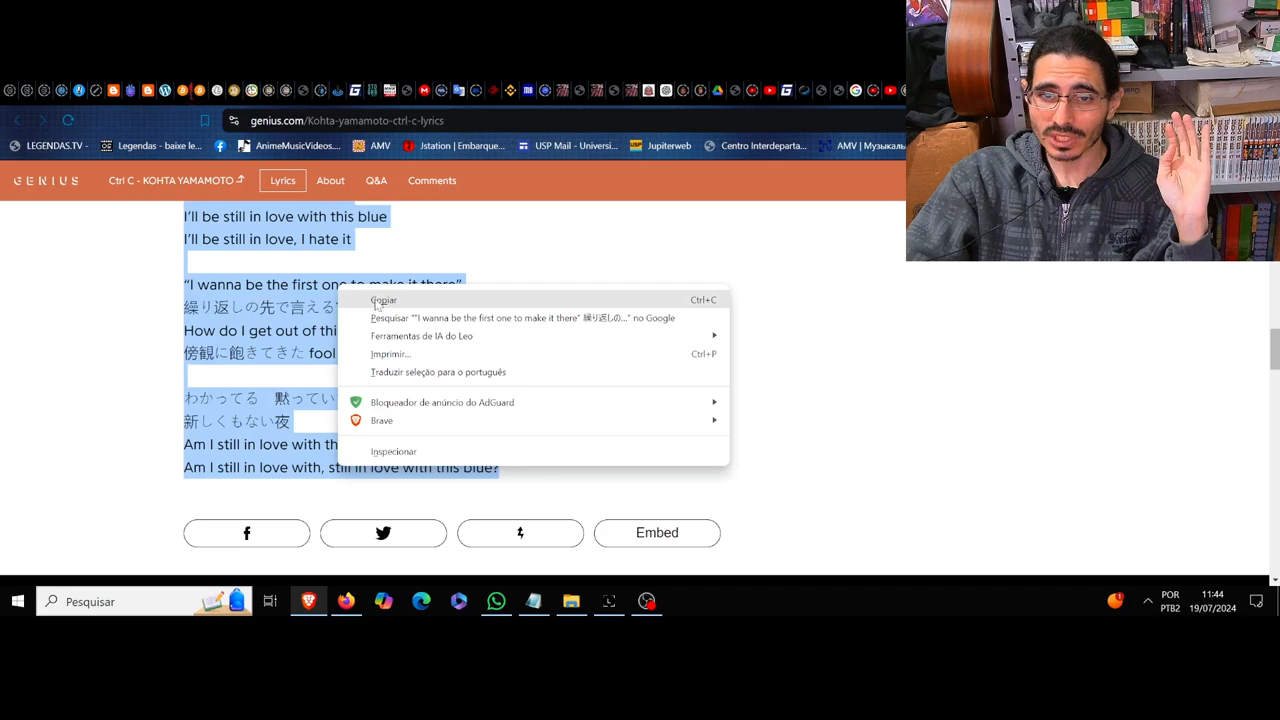 genius.com/Kohta-yamamoto-ctrl-c-lyrics
LEGENDAS.TV -
Legendas - baixe le...
AnimeMusicVideos....
AMV
Jstation | Embarque...
USP Mail - Universi...
Jupiterweb
Centro Interdeparta...
AMV | Музыкаль
GENIUS
Ctrl C - KOHTA YAMAMOTO
Lyrics
About
Q&A
Comments
I'll be still in love with this blue
I'll be still in love, I hate it
“I wanna be the first one to make it there”
繰り返しの先で言える
How do I get out of thi
傍観に飽きてきた fool
わかってる 黙ってい
新しくもない夜
Am I still in love with th
Am I still in love with, still in love with this blue?
Copiar Ctrl+C
Pesquisar "“I wanna be the first one to make it there” 繰り返しの..." no Google
Ferramentas de IA do Leo
Imprimir... Ctrl+P
Traduzir seleção para o português
Bloqueador de anúncio do AdGuard
Brave
Inspecionar
Embed
Pesquisar
POR
PTB2
11:44
19/07/2024